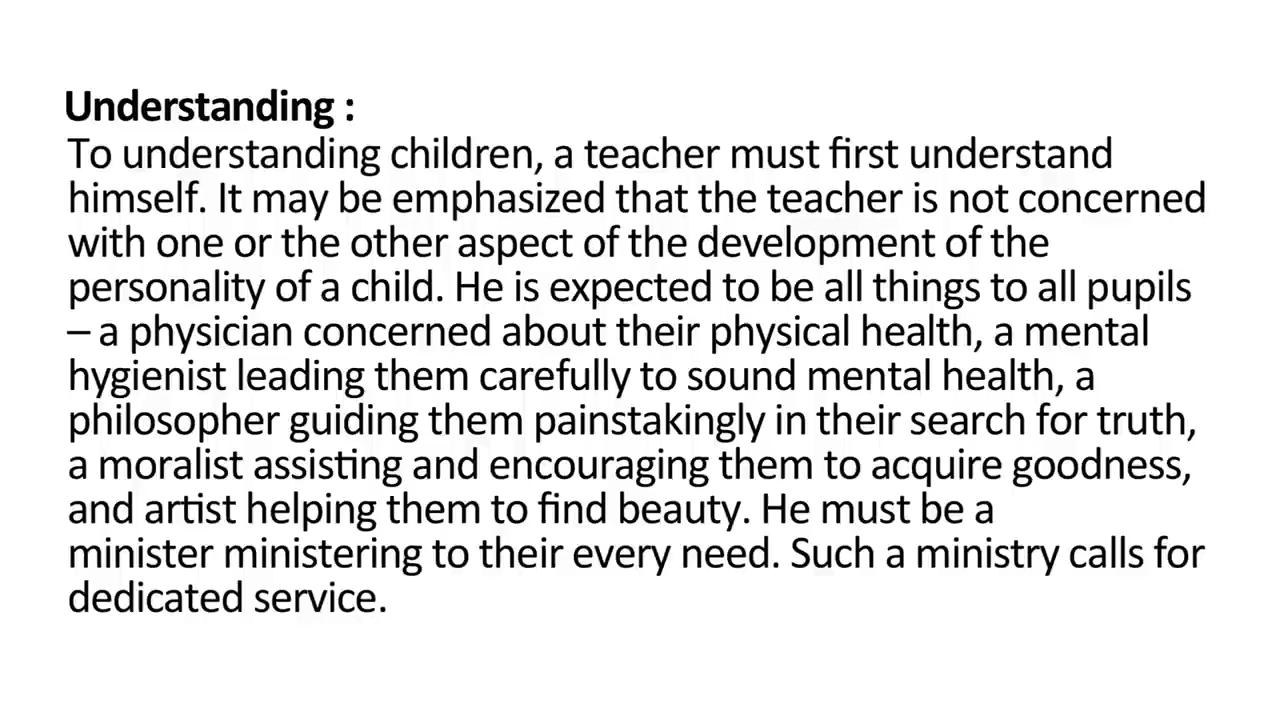 Understanding :
To understanding children, a teacher must first understand
himself. It may be emphasized that the teacher is not concerned
with one or the other aspect of the development of the
personality of a child. He is expected to be all things to all pupils
– a physician concerned about their physical health, a mental
hygienist leading them carefully to sound mental health, a
philosopher guiding them painstakingly in their search for truth,
a moralist assisting and encouraging them to acquire goodness,
and artist helping them to find beauty. He must be a
minister ministering to their every need. Such a ministry calls for
dedicated service.